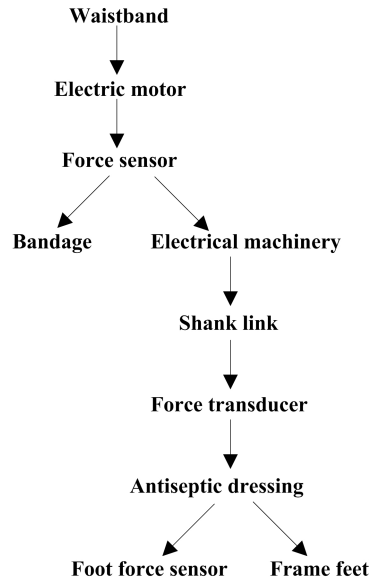 Waistband
Electric motor
Force sensor
Bandage
Electrical machinery
Shank link
Force transducer
Antiseptic dressing
Foot force sensor
Frame feet